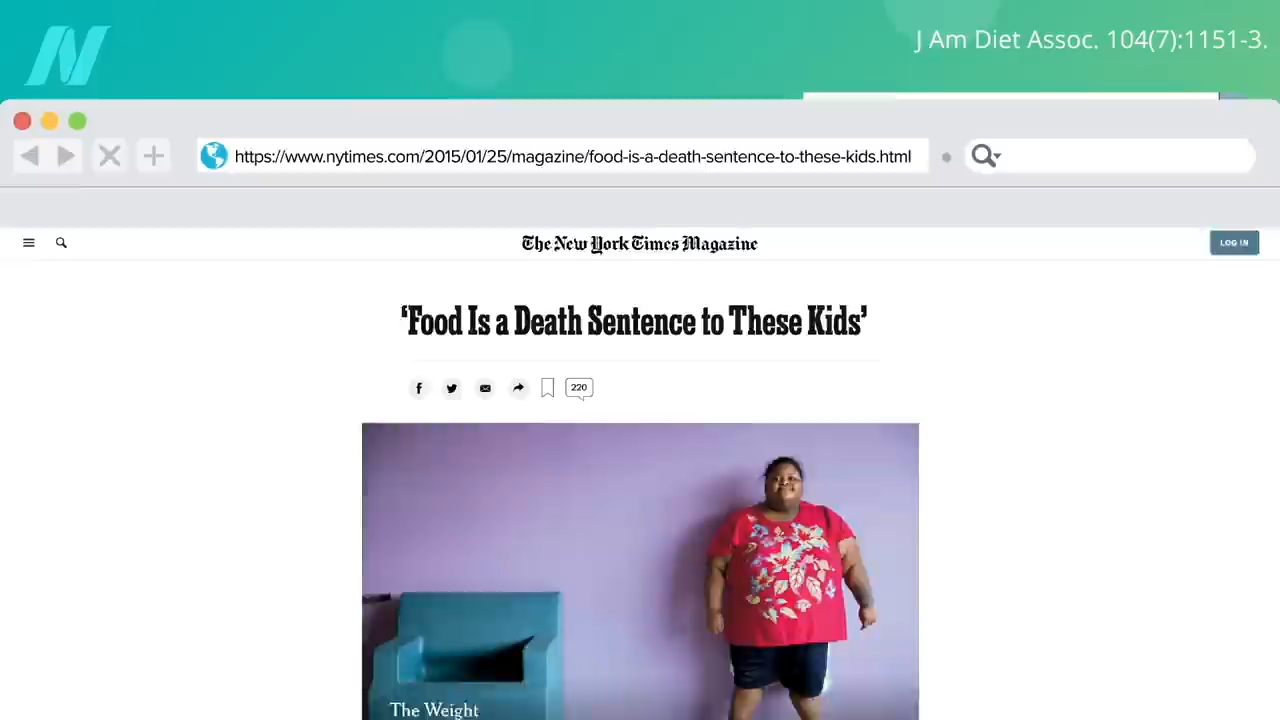 J Am Diet Assoc. 104(7):1151-3.
https://www.nytimes.com/2015/01/25/magazine/food-is-a-death-sentence-to-these-kids.html
The New York Times Magazine
LOG IN
‘Food Is a Death Sentence to These Kids’
220
The Weight